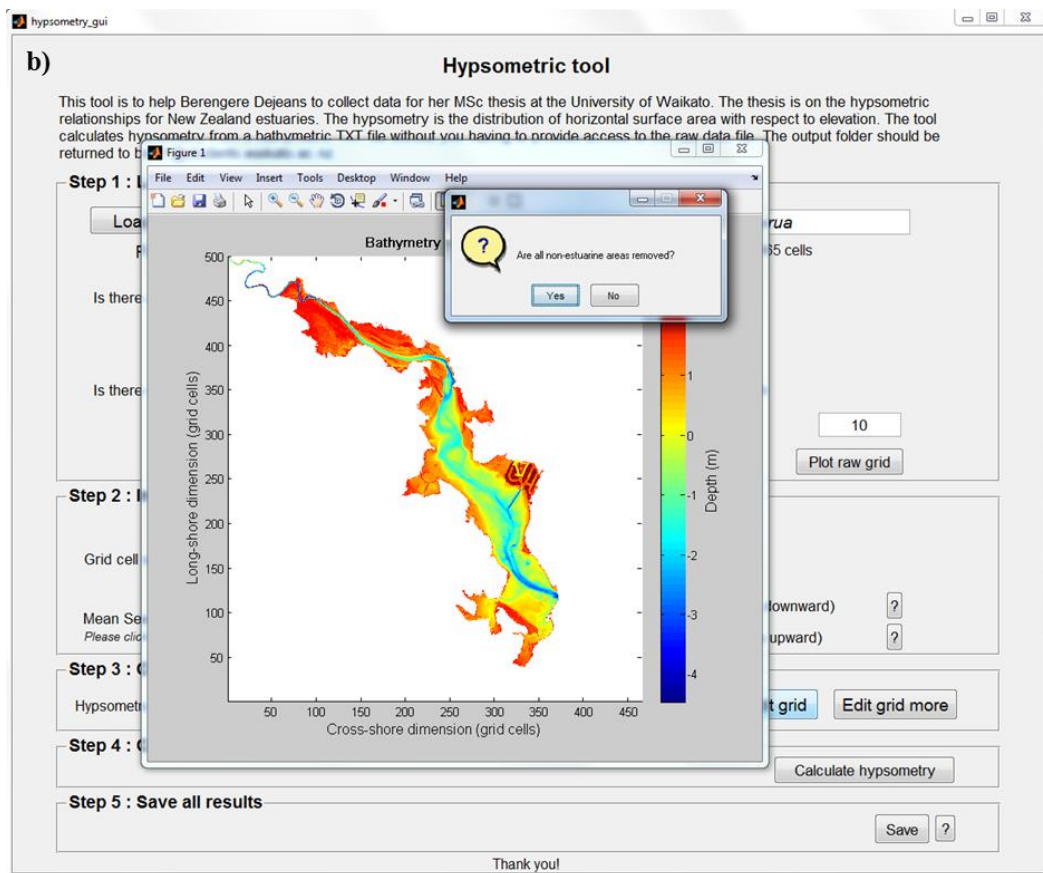 hypsometry_gui
b)
Hypsometric tool
This tool is to help Berengere Dejeans to collect data for her MSc thesis at the University of Waikato. The thesis is on the hypsometric
relationships for New Zealand estuaries. The hypsometry is the distribution of horizontal surface area with respect to elevation. The tool
calculates hypsometry from a bathymetric TXT file without you having to provide access to the raw data file. The output folder should be
returned to b
Figure 1
File Edit View Insert Tools Desktop Window Help
Step 1 : L
Loa
rua
65 cells
Bathymetry
Are all non-estuarine areas removed?
Yes No
Is there
Is there
10
Plot raw grid
Step 2 : I
Grid cell
Mean Se
Please clic
downward) ?
upward) ?
500
450
400
350
300
250
200
150
100
50
Long-shore dimension (grid cells)
50 100 150 200 250 300 350 400 450
Cross-shore dimension (grid cells)
1
0
-1
-2
-3
-4
Depth (m)
Step 3 : C
Hypsometr
t grid Edit grid more
Step 4 : C
Calculate hypsometry
Step 5 : Save all results
Save ?
Thank you!